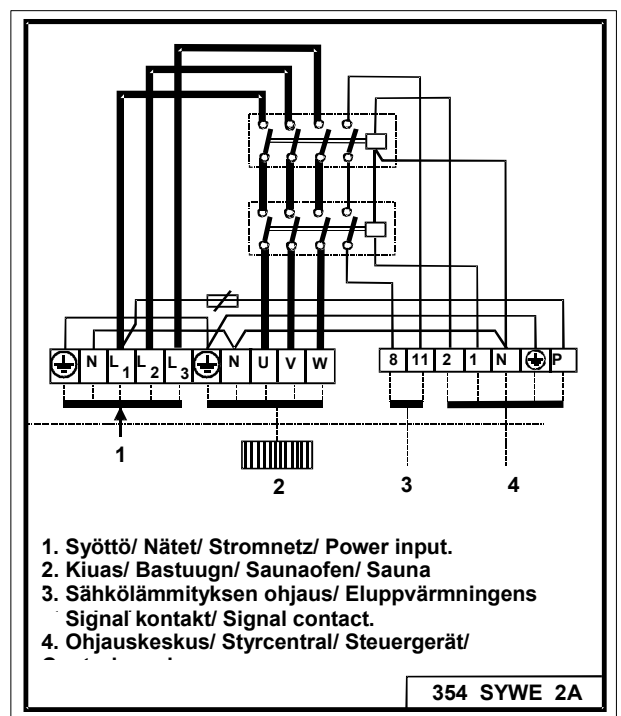 N L1 L2 L3 N U V W 8 11 2 1 N P
1 2 3 4
1. Syöttö/ Nätet/ Stromnetz/ Power input.
2. Kiuas/ Bastuugn/ Saunaofen/ Sauna
3. Sähkölämmityksen ohjaus/ Eluppvärmningens
Signal kontakt/ Signal contact.
4. Ohjauskeskus/ Styrcentral/ Steuergerät/
354 SYWE 2A